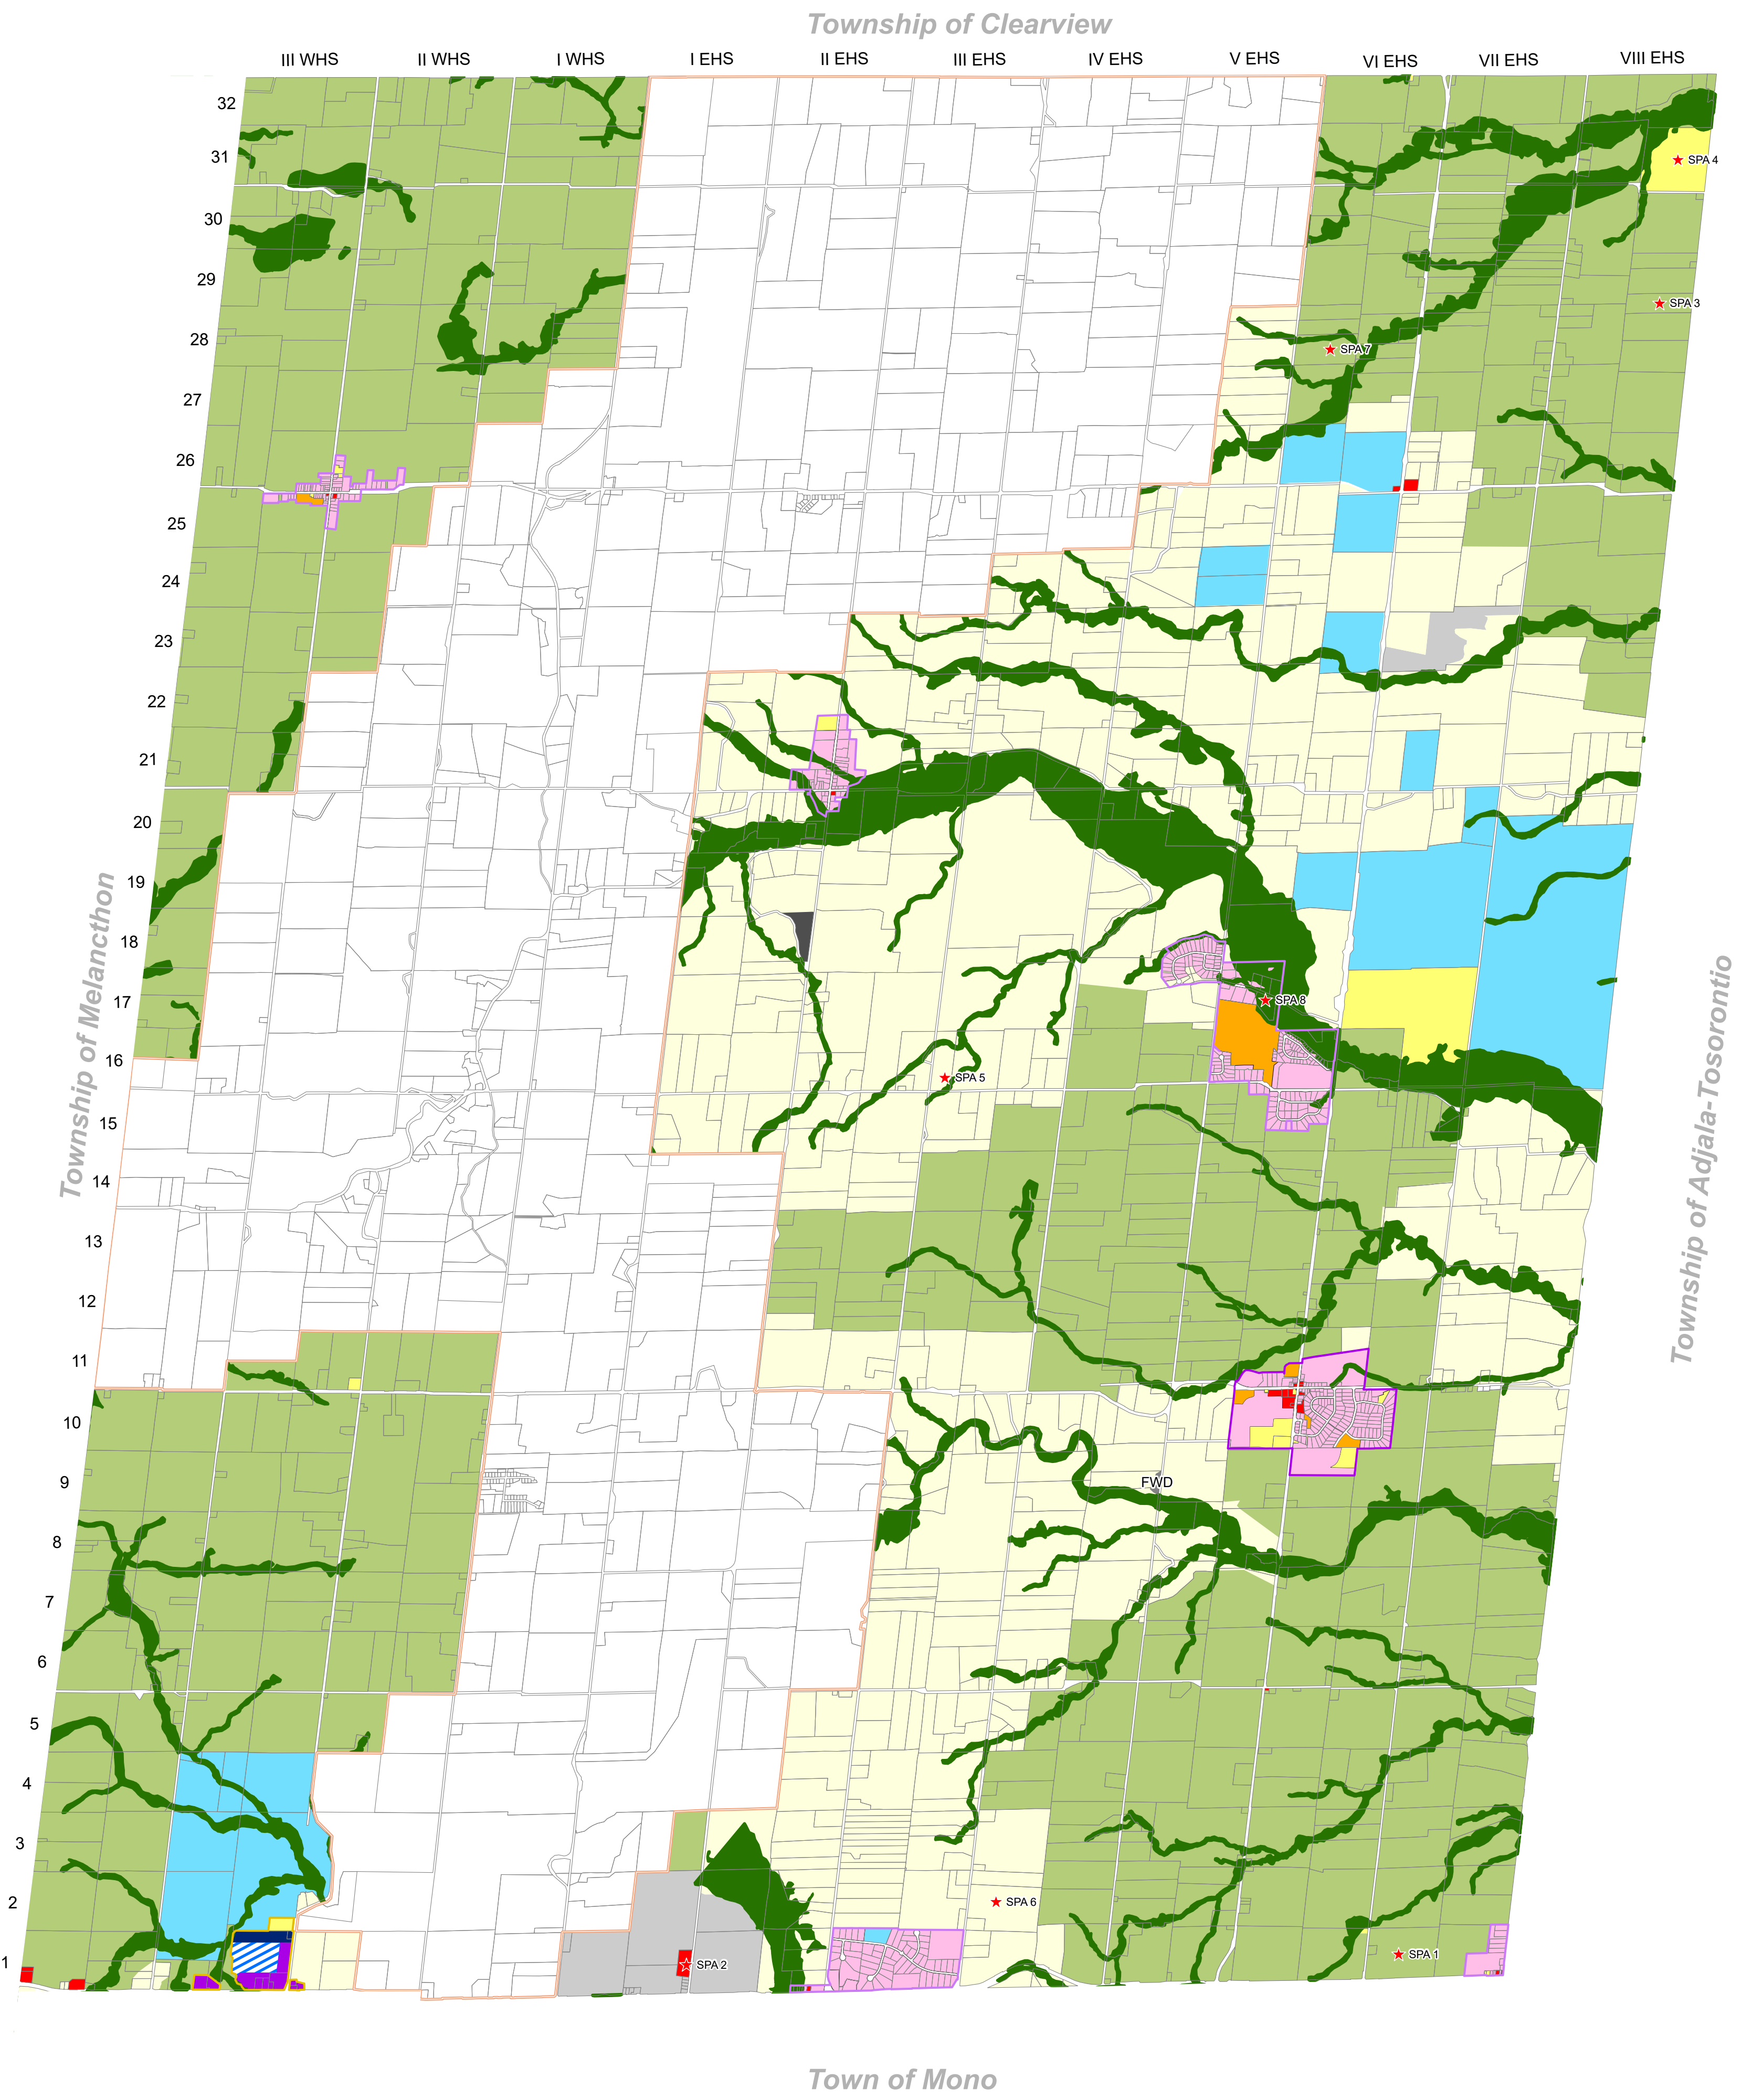 Township of Clearview
III WHS II WHS I WHS I EHS II EHS III EHS IV EHS V EHS VI EHS VII EHS VIII EHS
32
31
SPA 4
30
29
SPA 3
28
SPA 7
27
26
25
24
23
22
21
20
19
18
17
SPA 8
16
SPA 5
15
14
13
12
11
10
9
FWD
8
7
6
5
4
3
2
SPA 6
1
SPA 1
SPA 2
Township of Melancthon
Township of Adjala-Tosorontio
Town of Mono